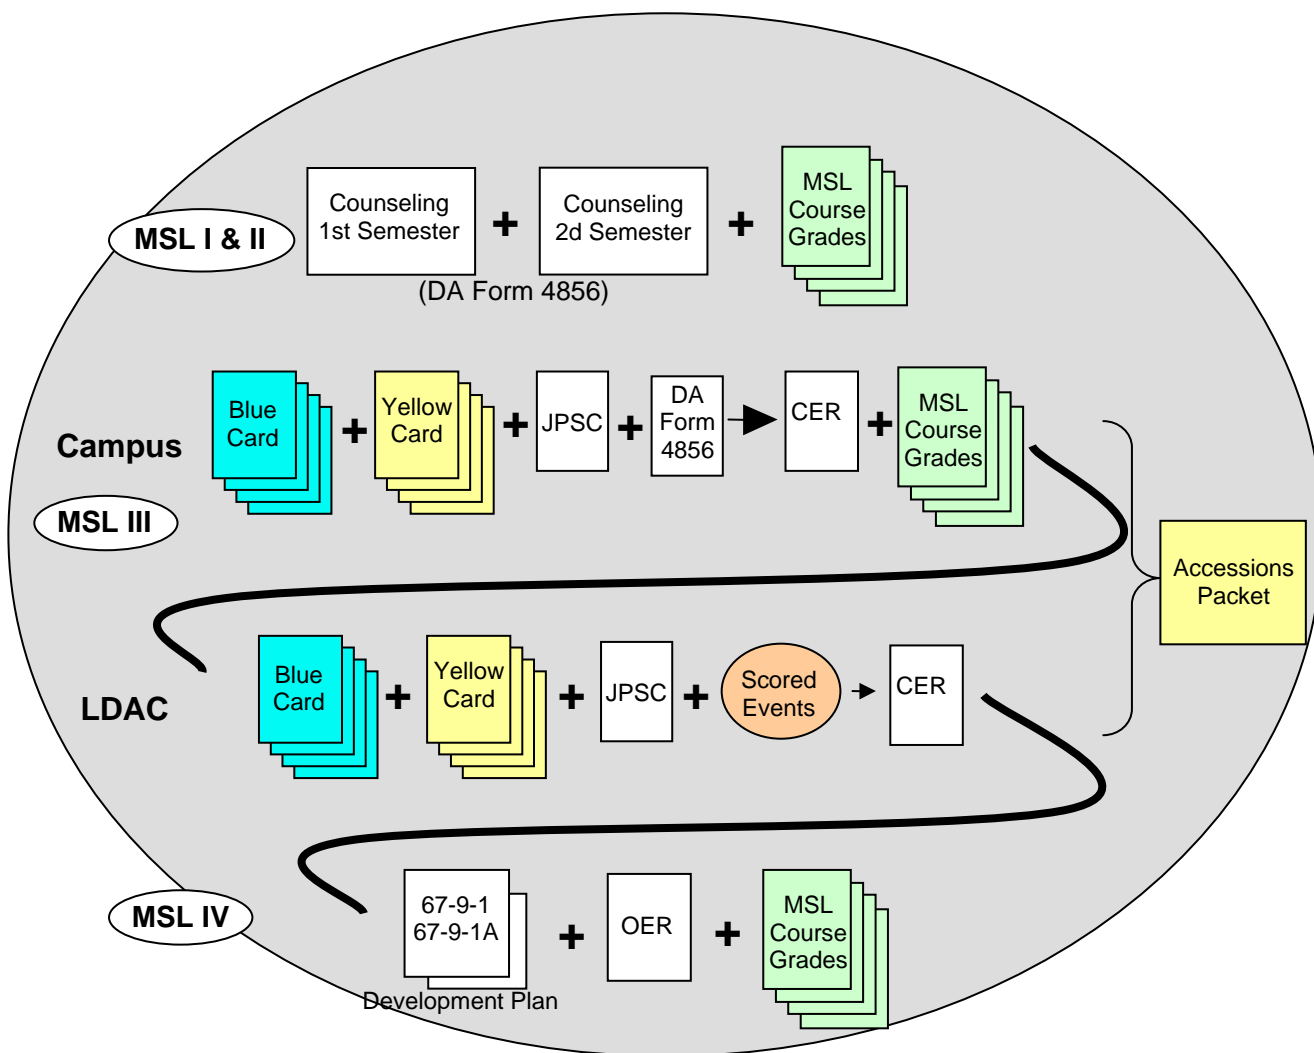 MSL I & II
Counseling
1st Semester
+
Counseling
2d Semester
+
MSL
Course
Grades
(DA Form 4856)
Campus
MSL III
Blue
Card
+
Yellow
Card
+
JPSC
+
DA
Form
4856
CER
+
MSL
Course
Grades
Accessions
Packet
LDAC
Blue
Card
+
Yellow
Card
+
JPSC
+
Scored
Events
CER
MSL IV
67-9-1
67-9-1A
Development Plan
+
OER
+
MSL
Course
Grades